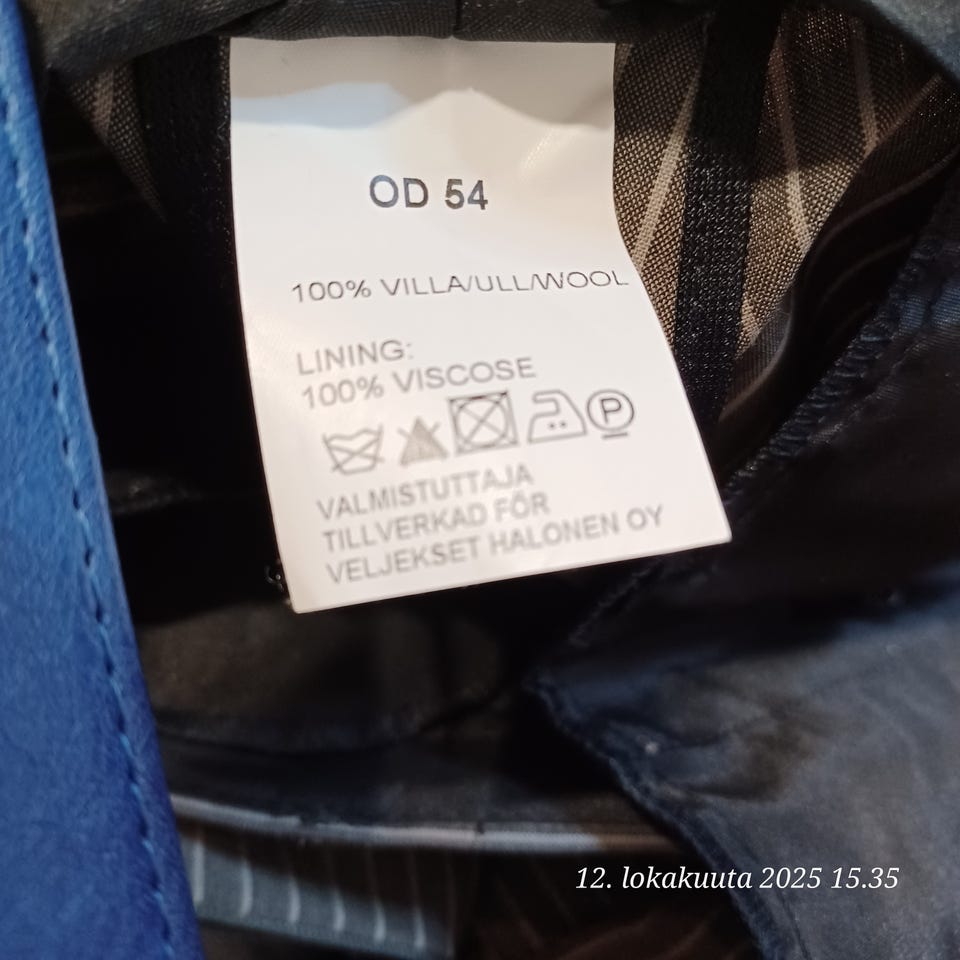 OD 54
100% VILLA/ULL/WOOL
LINING:
100% VISCOSE
P
VALMISTUTTAJA
TILLVERKAD FÖR
VELJEKSET HALONEN OY
12. lokakuuta 2025 15.35